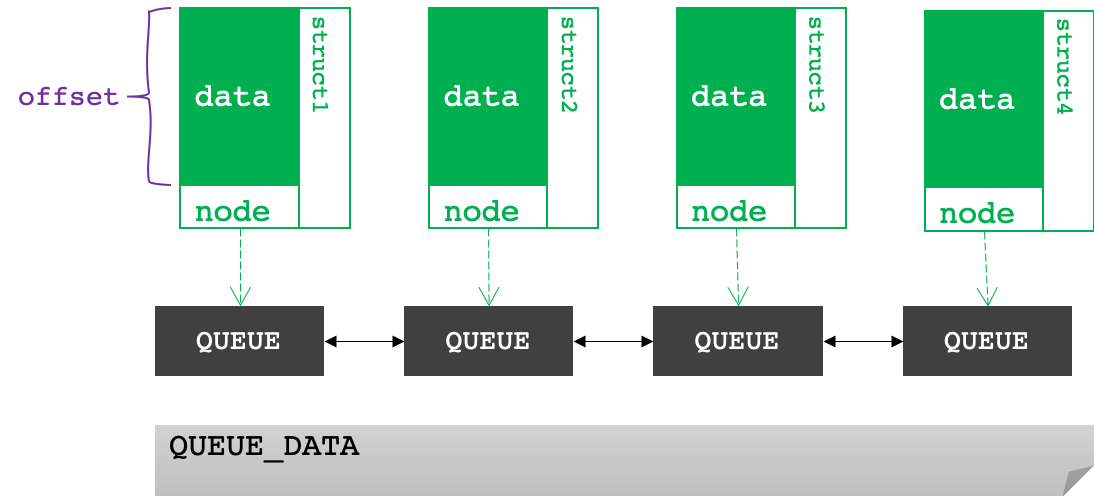 offset
data
struct1
node
data
struct2
node
data
struct3
node
data
struct4
node
QUEUE
QUEUE
QUEUE
QUEUE
QUEUE_DATA